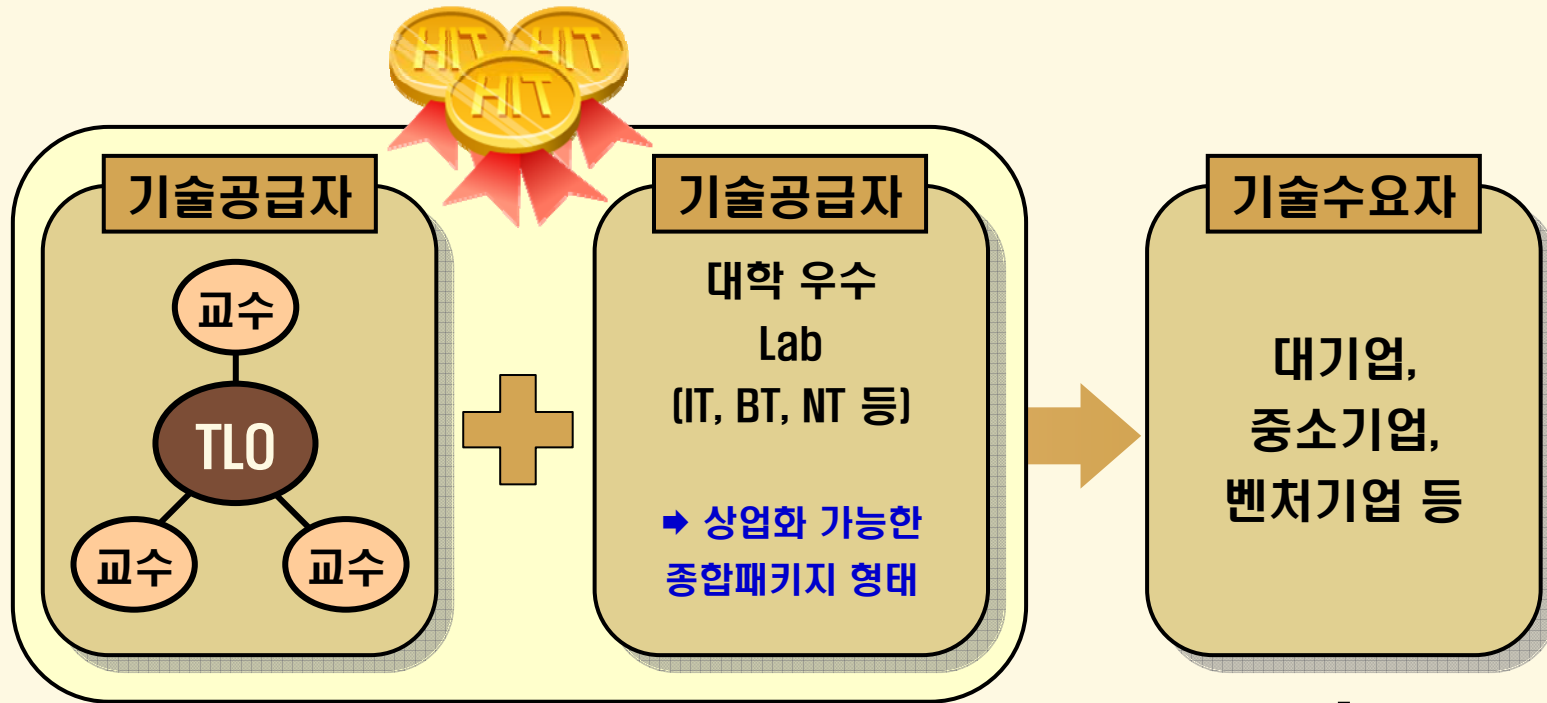 HIT HIT
HIT
기술공급자
교수
TLO
교수 교수
기술공급자
대학 우수
Lab
(IT, BT, NT 등)
➡ 상업화 가능한
종합패키지 형태
기술수요자
대기업,
중소기업,
벤처기업 등